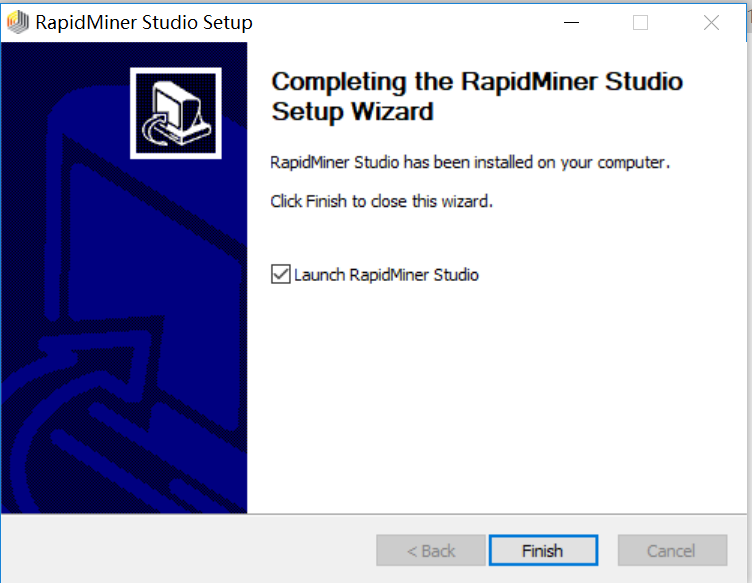 RapidMiner Studio Setup
Completing the RapidMiner Studio
Setup Wizard
RapidMiner Studio has been installed on your computer.
Click Finish to close this wizard.
Launch RapidMiner Studio
< Back
Finish
Cancel